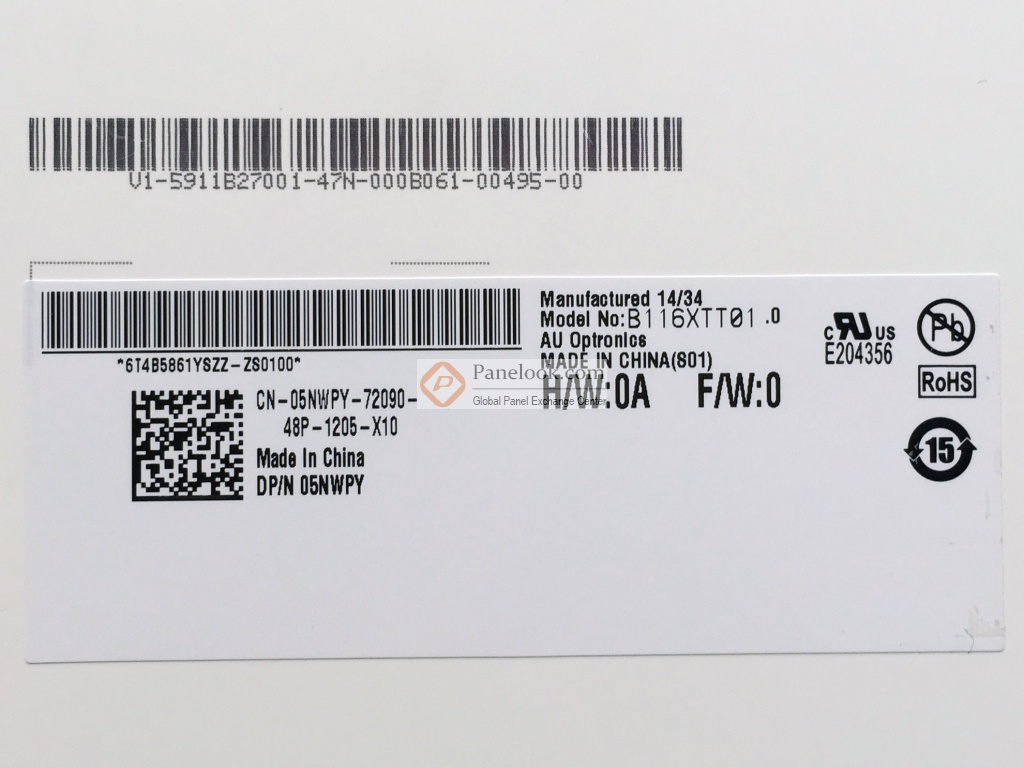 V1-5911B27001-47N-000B061-00495-00
*6T4B5861YSZZ-ZS0100*
CN-05NWPY-72090-
48P-1205-X10
Made In China
DP/N 05NWPY
Manufactured 14/34
Model No:B116XTT01 .0
AU Optronics
MADE IN CHINA(S01)
H/W:0A F/W:0
Panelook.com
Global Panel Exchange Center
c RU US
E204356
Pb
RoHS
15